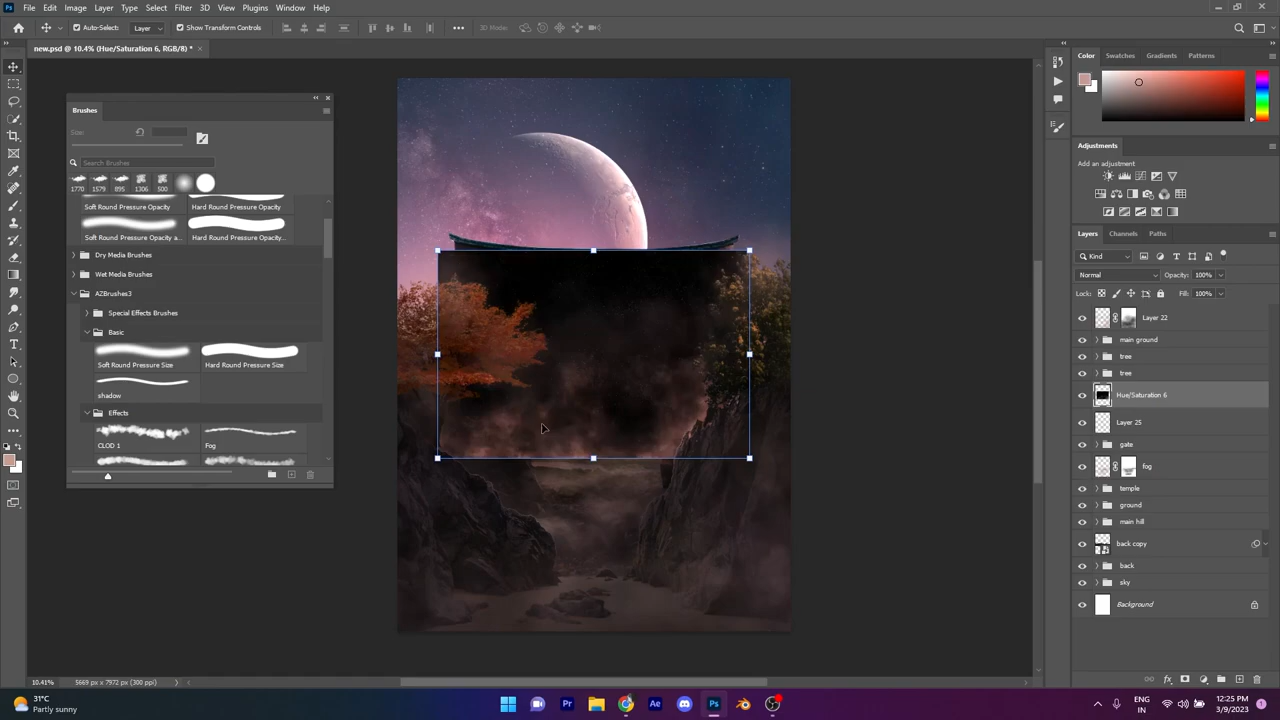 Ps File Edit Image Layer Type Select Filter 3D View Plugins Window Help
Auto-Select: Layer Show Transform Controls 3D Mode:
new.psd @ 10.4% (Hue/Saturation 6, RGB/8) *
Brushes
Size:
Search Brushes
1770 1579 895 1306 500
Soft Round Pressure Opacity Hard Round Pressure Opacity
Soft Round Pressure Opacity a... Hard Round Pressure Opacity...
Dry Media Brushes
Wet Media Brushes
AZBrushes3
Special Effects Brushes
Basic
Soft Round Pressure Size Hard Round Pressure Size
shadow
Effects
CLOD 1 Fog
Color Swatches Gradients Patterns
Adjustments
Add an adjustment
Layers Channels Paths
Kind
Normal Opacity: 100%
Lock: Fill: 100%
Layer 22
main ground
tree
tree
Hue/Saturation 6
Layer 25
gate
fog
temple
ground
main hill
back copy
back
sky
Background
10.41% 5669 px x 7972 px (300 ppi)
31°C
Partly sunny
Pr Ae Ps
ENG
IN
12:25 PM
3/9/2023